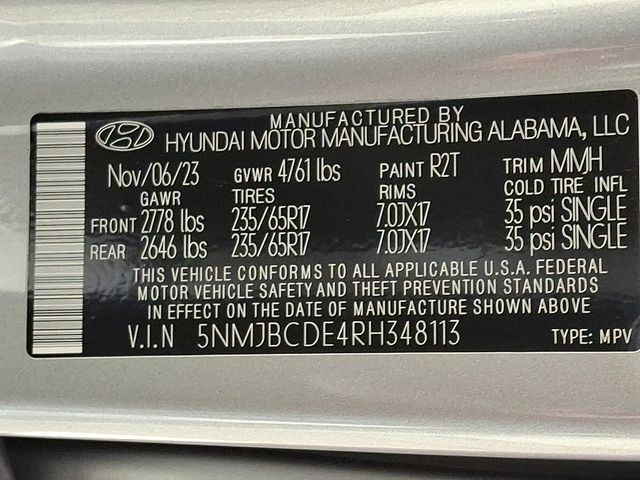 MANUFACTURED BY
HYUNDAI MOTOR MANUFACTURING ALABAMA, LLC
Nov/06/23 GVWR 4761 lbs PAINT R2T TRIM MMH
GAWR TIRES RIMS COLD TIRE INFL
FRONT 2778 lbs 235/65R17 7.0JX17 35 psi SINGLE
REAR 2646 lbs 235/65R17 7.0JX17 35 psi SINGLE
THIS VEHICLE CONFORMS TO ALL APPLICABLE U.S.A. FEDERAL
MOTOR VEHICLE SAFETY AND THEFT PREVENTION STANDARDS
IN EFFECT ON THE DATE OF MANUFACTURE SHOWN ABOVE
V.I.N 5NMJBCDE4RH348113 TYPE: MPV